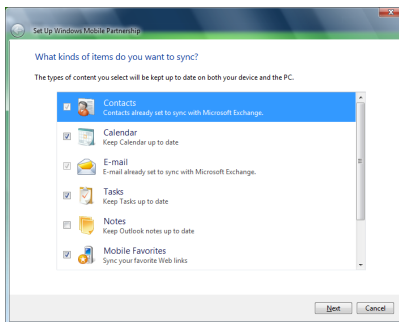 Set Up Windows Mobile Partnership
What kinds of items do you want to sync?
The types of content you select will be kept up to date on both your device and the PC.
Contacts
Contacts already set to sync with Microsoft Exchange.
Calendar
Keep Calendar up to date
E-mail
E-mail already set to sync with Microsoft Exchange.
Tasks
Keep Tasks up to date
Notes
Keep Outlook notes up to date
Mobile Favorites
Sync your favorite Web links
Next Cancel